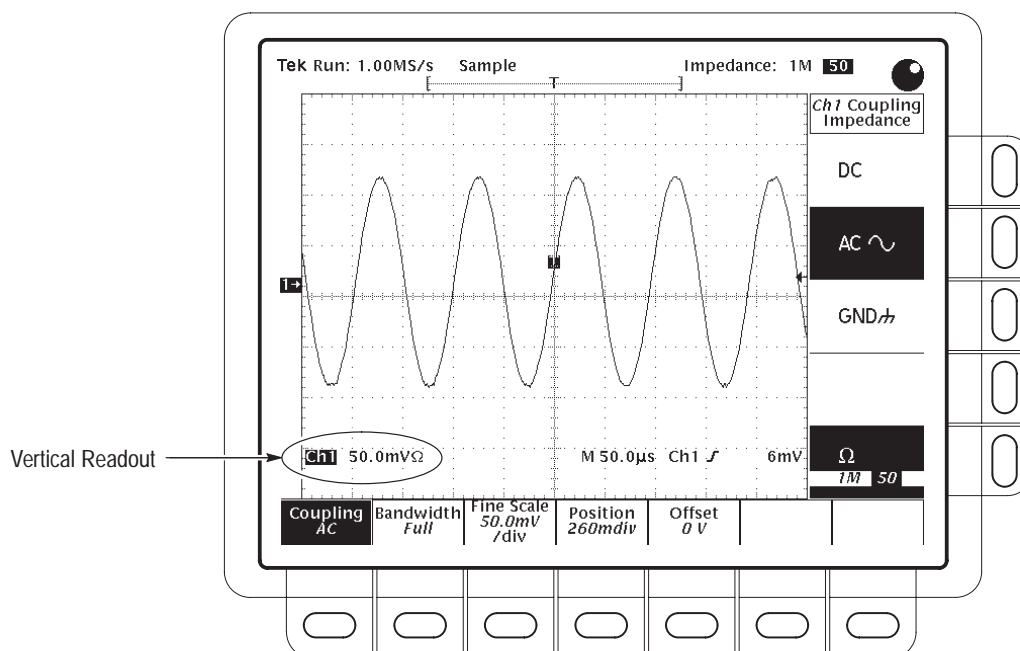 Tek Run: 1.00MS/s Sample Impedance: 1M 50
T
Ch1 Coupling
Impedance
DC
AC
GND
1→
Vertical Readout
Ch1 50.0mVΩ M 50.0µs Ch1 6mV
Ω
1M 50
Coupling
AC
Bandwidth
Full
Fine Scale
50.0mV
/div
Position
260mdiv
Offset
0 V